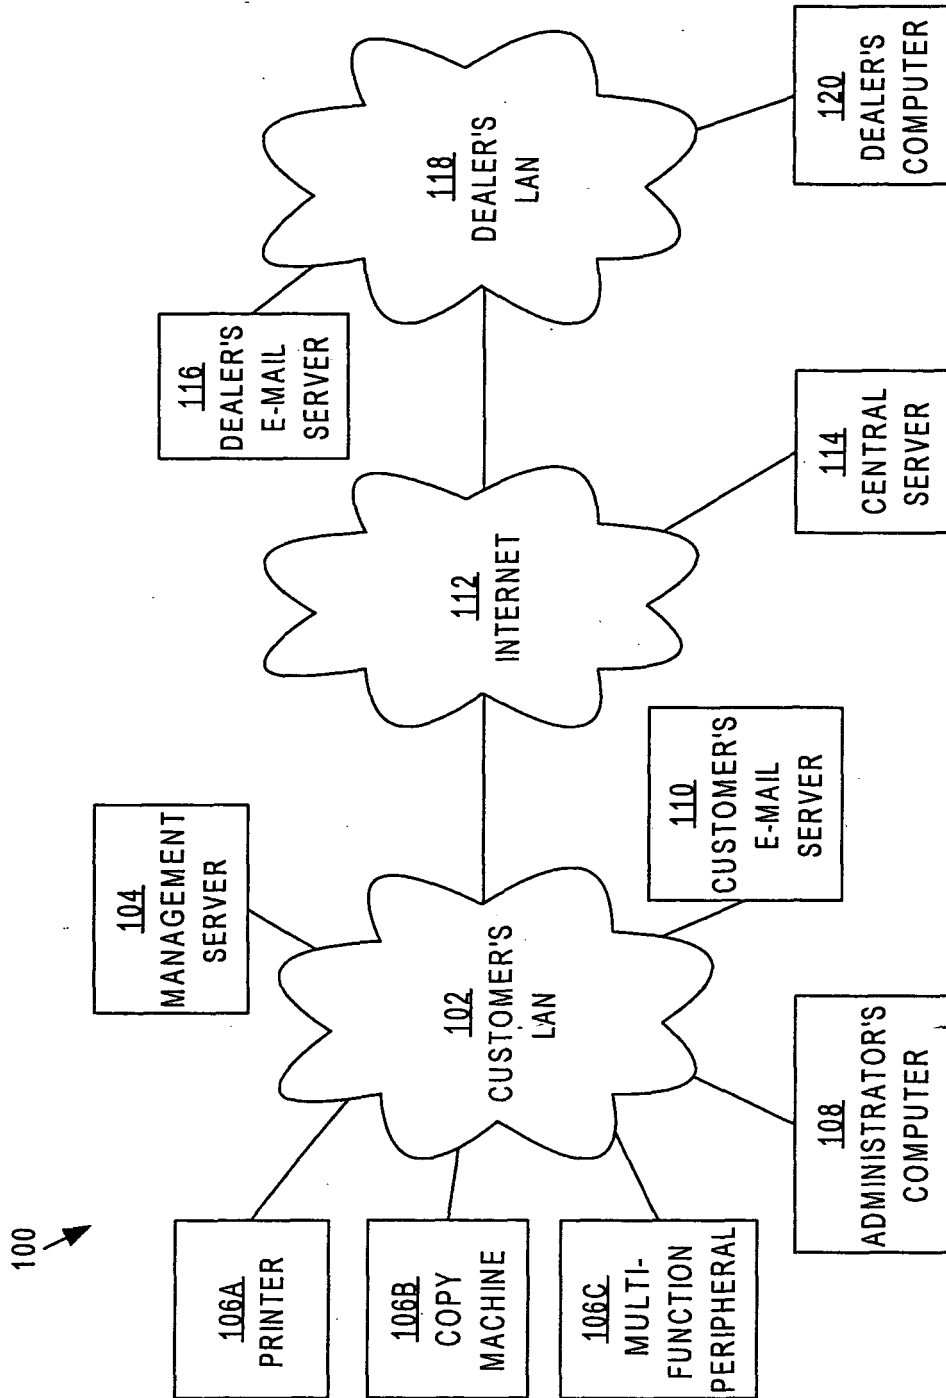 100
106A
PRINTER
106B
COPY
MACHINE
106C
MULTI-
FUNCTION
PERIPHERAL
104
MANAGEMENT
SERVER
102
CUSTOMER'S
LAN
108
ADMINISTRATOR'S
COMPUTER
110
CUSTOMER'S
E-MAIL
SERVER
112
INTERNET
114
CENTRAL
SERVER
116
DEALER'S
E-MAIL
SERVER
118
DEALER'S
LAN
120
DEALER'S
COMPUTER